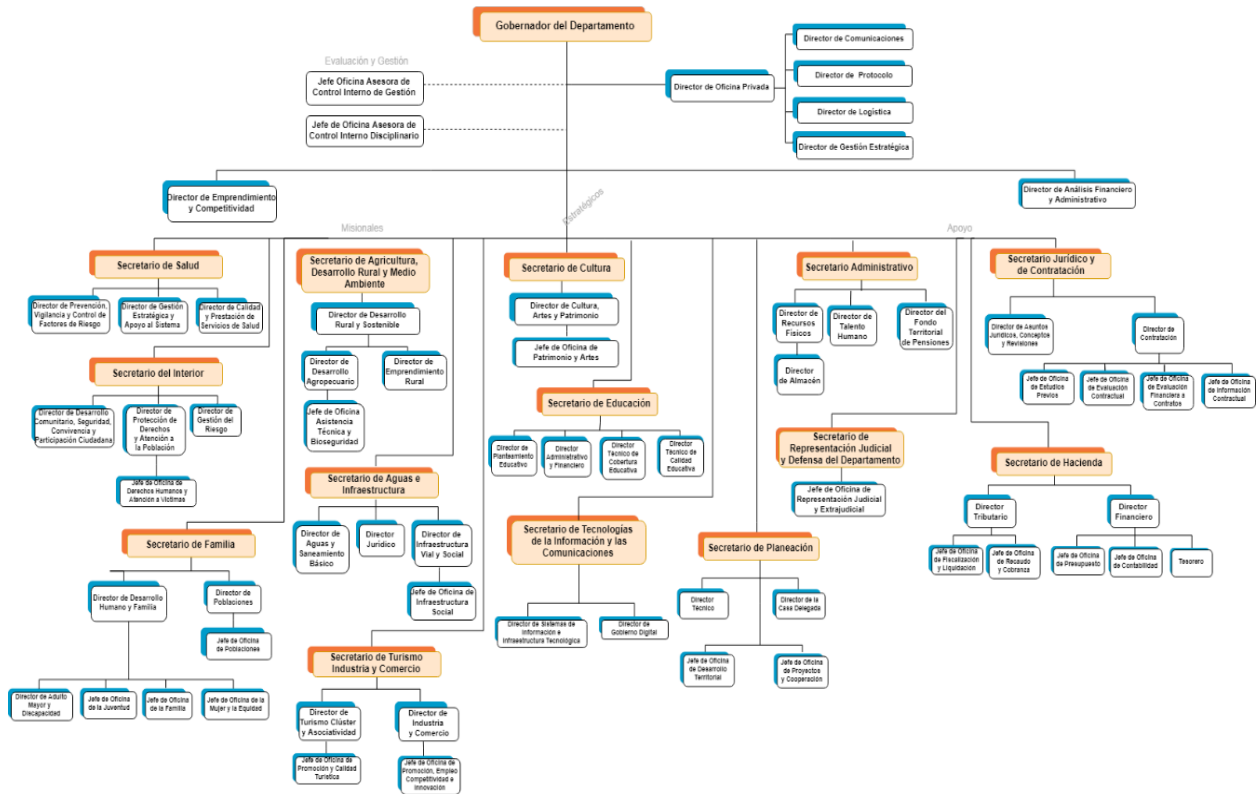 Gobernador del Departamento
Evaluación y Gestión
Jefe Oficina Asesora de
Control Interno de Gestión
Jefe de Oficina Asesora de
Control Interno Disciplinario
Director de Oficina Privada
Director de Comunicaciones
Director de Protocolo
Director de Logística
Director de Gestión Estratégica
Director de Emprendimiento
y Competitividad
Director de Análisis Financiero
y Administrativo
Misionales
Estratégicos
Apoyo
Secretario de Salud
Director de Prevención,
Vigilancia y Control de
Factores de Riesgo
Director de Gestión
Estratégica y
Apoyo al Sistema
Director de Calidad
y Prestación de
Servicios de Salud
Secretario del Interior
Director de Desarrollo
Comunitario, Seguridad,
Convivencia y
Participación Ciudadana
Director de
Protección de
Derechos
y Atención a
la Población
Director de
Gestión del
Riesgo
Jefe de Oficina de
Derechos Humanos y
Atención a Víctimas
Secretario de Familia
Director de Desarrollo
Humano y Familia
Director de
Poblaciones
Jefe de Oficina
de Poblaciones
Director de Adulto
Mayor y
Discapacidad
Jefe de Oficina
de la Juventud
Jefe de Oficina
de la Familia
Jefe de Oficina de la
Mujer y la Equidad
Secretario de Agricultura,
Desarrollo Rural y Medio
Ambiente
Director de Desarrollo
Rural y Sostenible
Director de
Desarrollo
Agropecuario
Director de
Emprendimiento
Rural
Jefe de Oficina
Asistencia
Técnica y
Bioseguridad
Secretario de Aguas e
Infraestructura
Director de
Aguas y
Saneamiento
Básico
Director
Jurídico
Director de
Infraestructura
Vial y Social
Jefe de Oficina de
Infraestructura
Social
Secretario de Turismo
Industria y Comercio
Director de
Turismo Clúster
y Asociatividad
Director de
Industria
y Comercio
Jefe de Oficina de
Promoción y Calidad
Turística
Jefe de Oficina de
Promoción, Empleo
Competitividad e
Innovación
Secretario de Cultura
Director de Cultura,
Artes y Patrimonio
Jefe de Oficina de
Patrimonio y Artes
Secretario de Educación
Director de
Planteamiento
Educativo
Director
Administrativo
y Financiero
Director
Técnico de
Cobertura
Educativa
Director
Técnico de
Calidad
Educativa
Secretario de Tecnologías
de la Información y las
Comunicaciones
Director de Sistemas de
Información e
Infraestructura Tecnológica
Director de
Gobierno Digital
Secretario de Planeación
Director
Técnico
Director de la
Casa Delegada
Jefe de Oficina
de Desarrollo
Territorial
Jefe de Oficina
de Proyectos
y Cooperación
Secretario Administrativo
Director de
Recursos
Físicos
Director de
Talento
Humano
Director del
Fondo
Territorial
de Pensiones
Director
de Almacén
Secretario de
Representación Judicial
y Defensa del Departamento
Jefe de Oficina de
Representación Judicial
y Extrajudicial
Secretario Jurídico y
de Contratación
Director de Asuntos
Jurídicos, Conceptos
y Revisiones
Director de
Contratación
Jefe de Oficina
de Estudios
Previos
Jefe de Oficina
de Evaluación
Contractual
Jefe de Oficina
de Evaluación
Financiera a
Contratos
Jefe de Oficina
de Información
Contractual
Secretario de Hacienda
Director
Tributario
Director
Financiero
Jefe de Oficina
de Fiscalización
y Liquidación
Jefe de Oficina
de Recaudo
y Cobranza
Jefe de Oficina
de Presupuesto
Jefe de Oficina
de Contabilidad
Tesorero